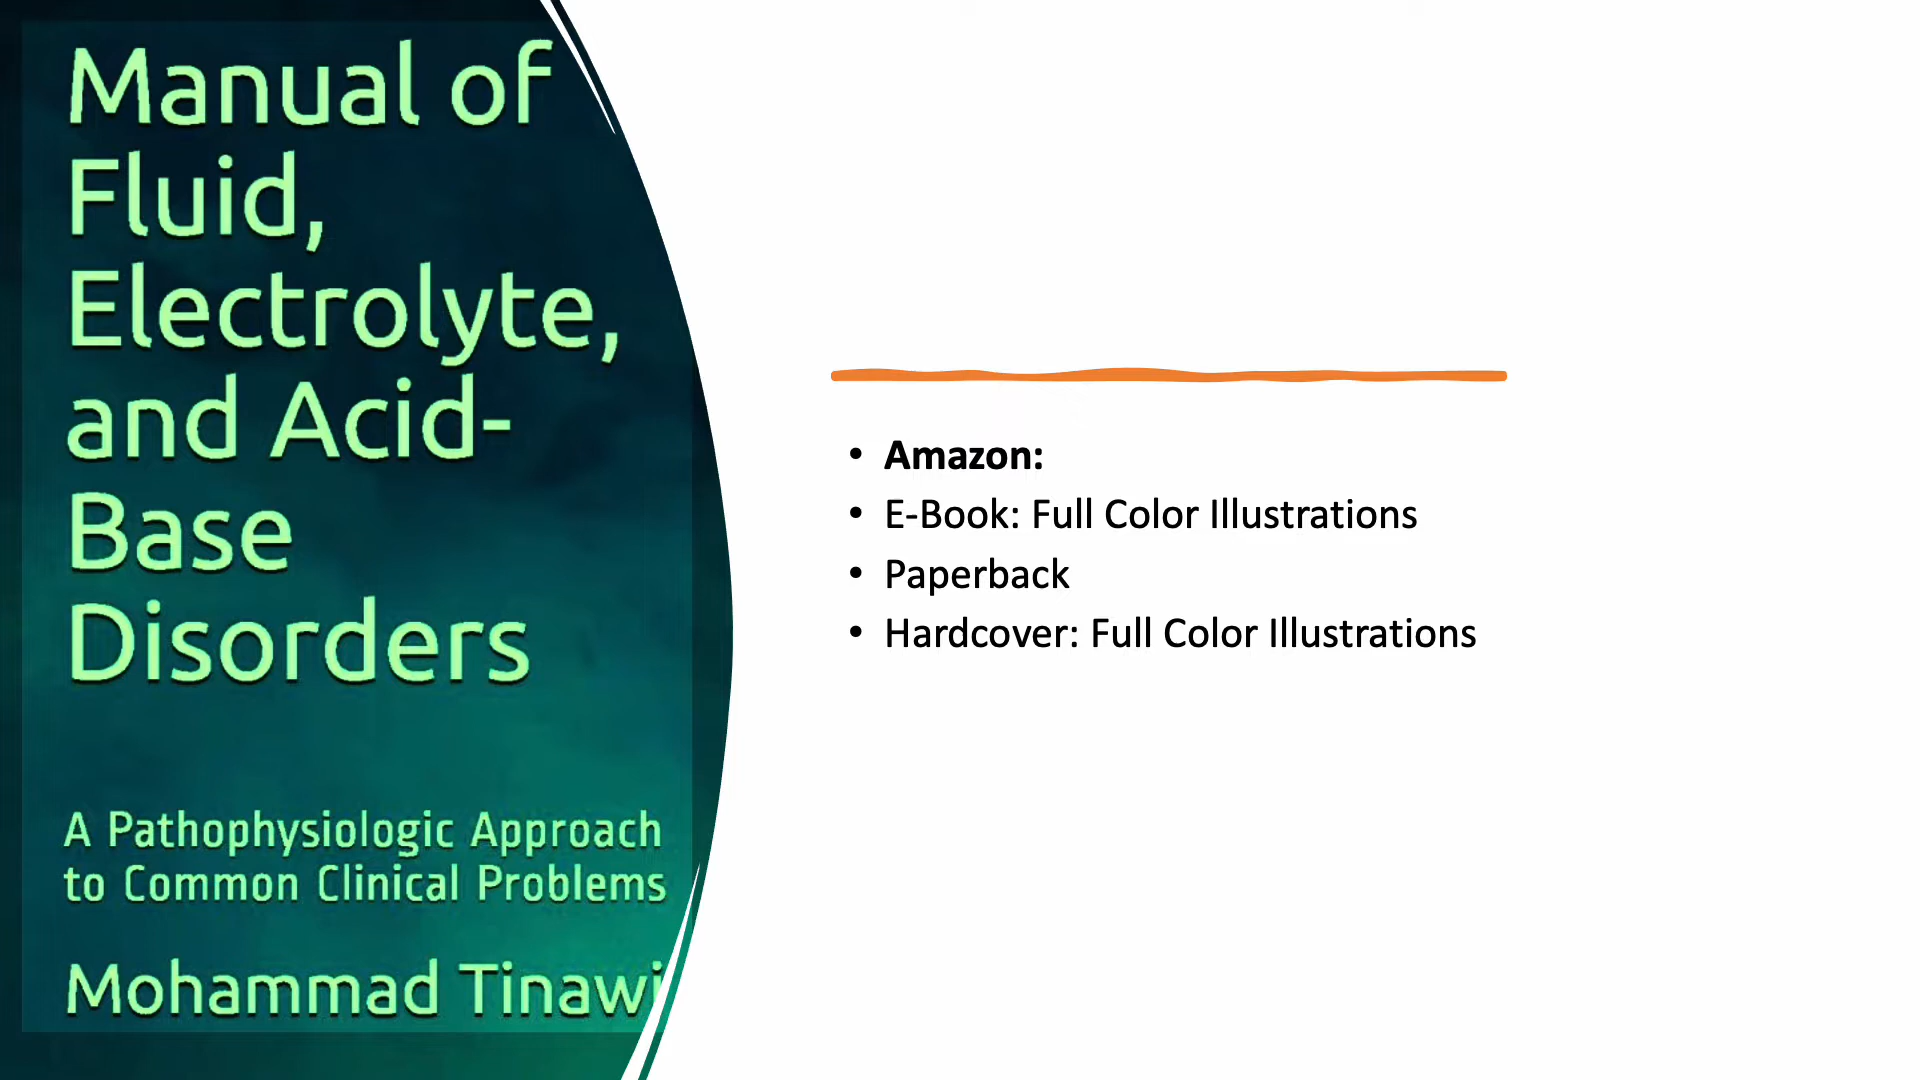 Manual of
Fluid,
Electrolyte,
and Acid-
Base
Disorders
A Pathophysiologic Approach
to Common Clinical Problems
Mohammad Tinawi
• Amazon:
• E-Book: Full Color Illustrations
• Paperback
• Hardcover: Full Color Illustrations